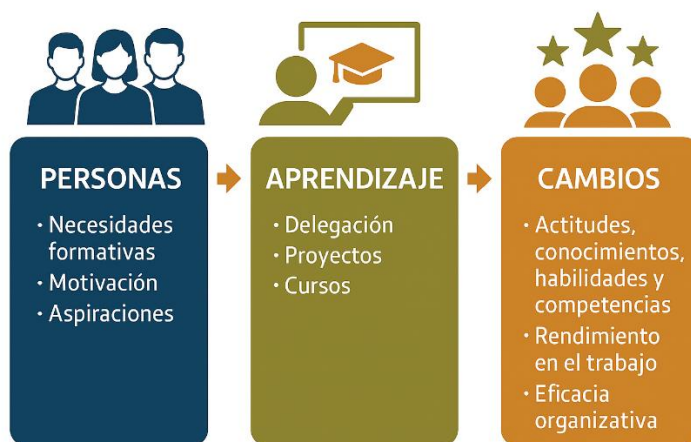 PERSONAS
· Necesidades
formativas
· Motivación
· Aspiraciones
APRENDIZAJE
· Delegación
· Proyectos
· Cursos
CAMBIOS
· Actitudes,
conocimientos,
habilidades y
competencias
· Rendimiento
en el trabajo
· Eficacia
organizativa